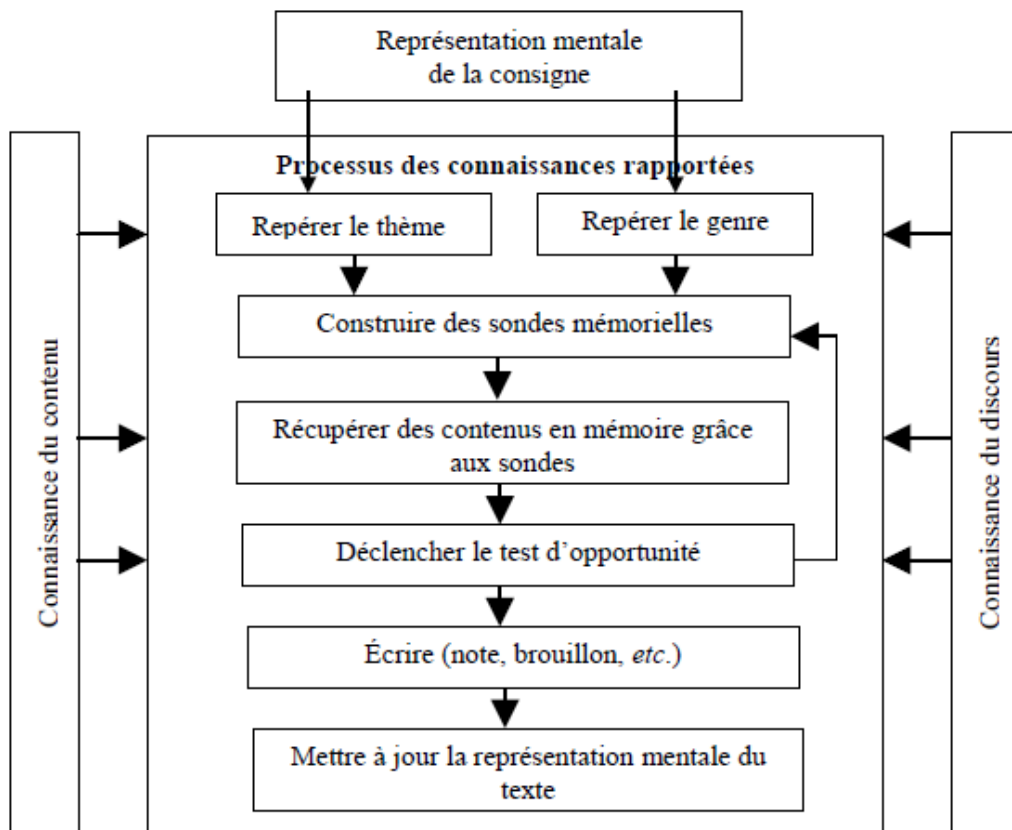 Représentation mentale
de la consigne
Processus des connaissances rapportées
Repérer le thème
Repérer le genre
Construire des sondes mémorielles
Récupérer des contenus en mémoire grâce
aux sondes
Déclencher le test d’opportunité
Écrire (note, brouillon, etc.)
Mettre à jour la représentation mentale du
texte
Connaissance du contenu
Connaissance du discours